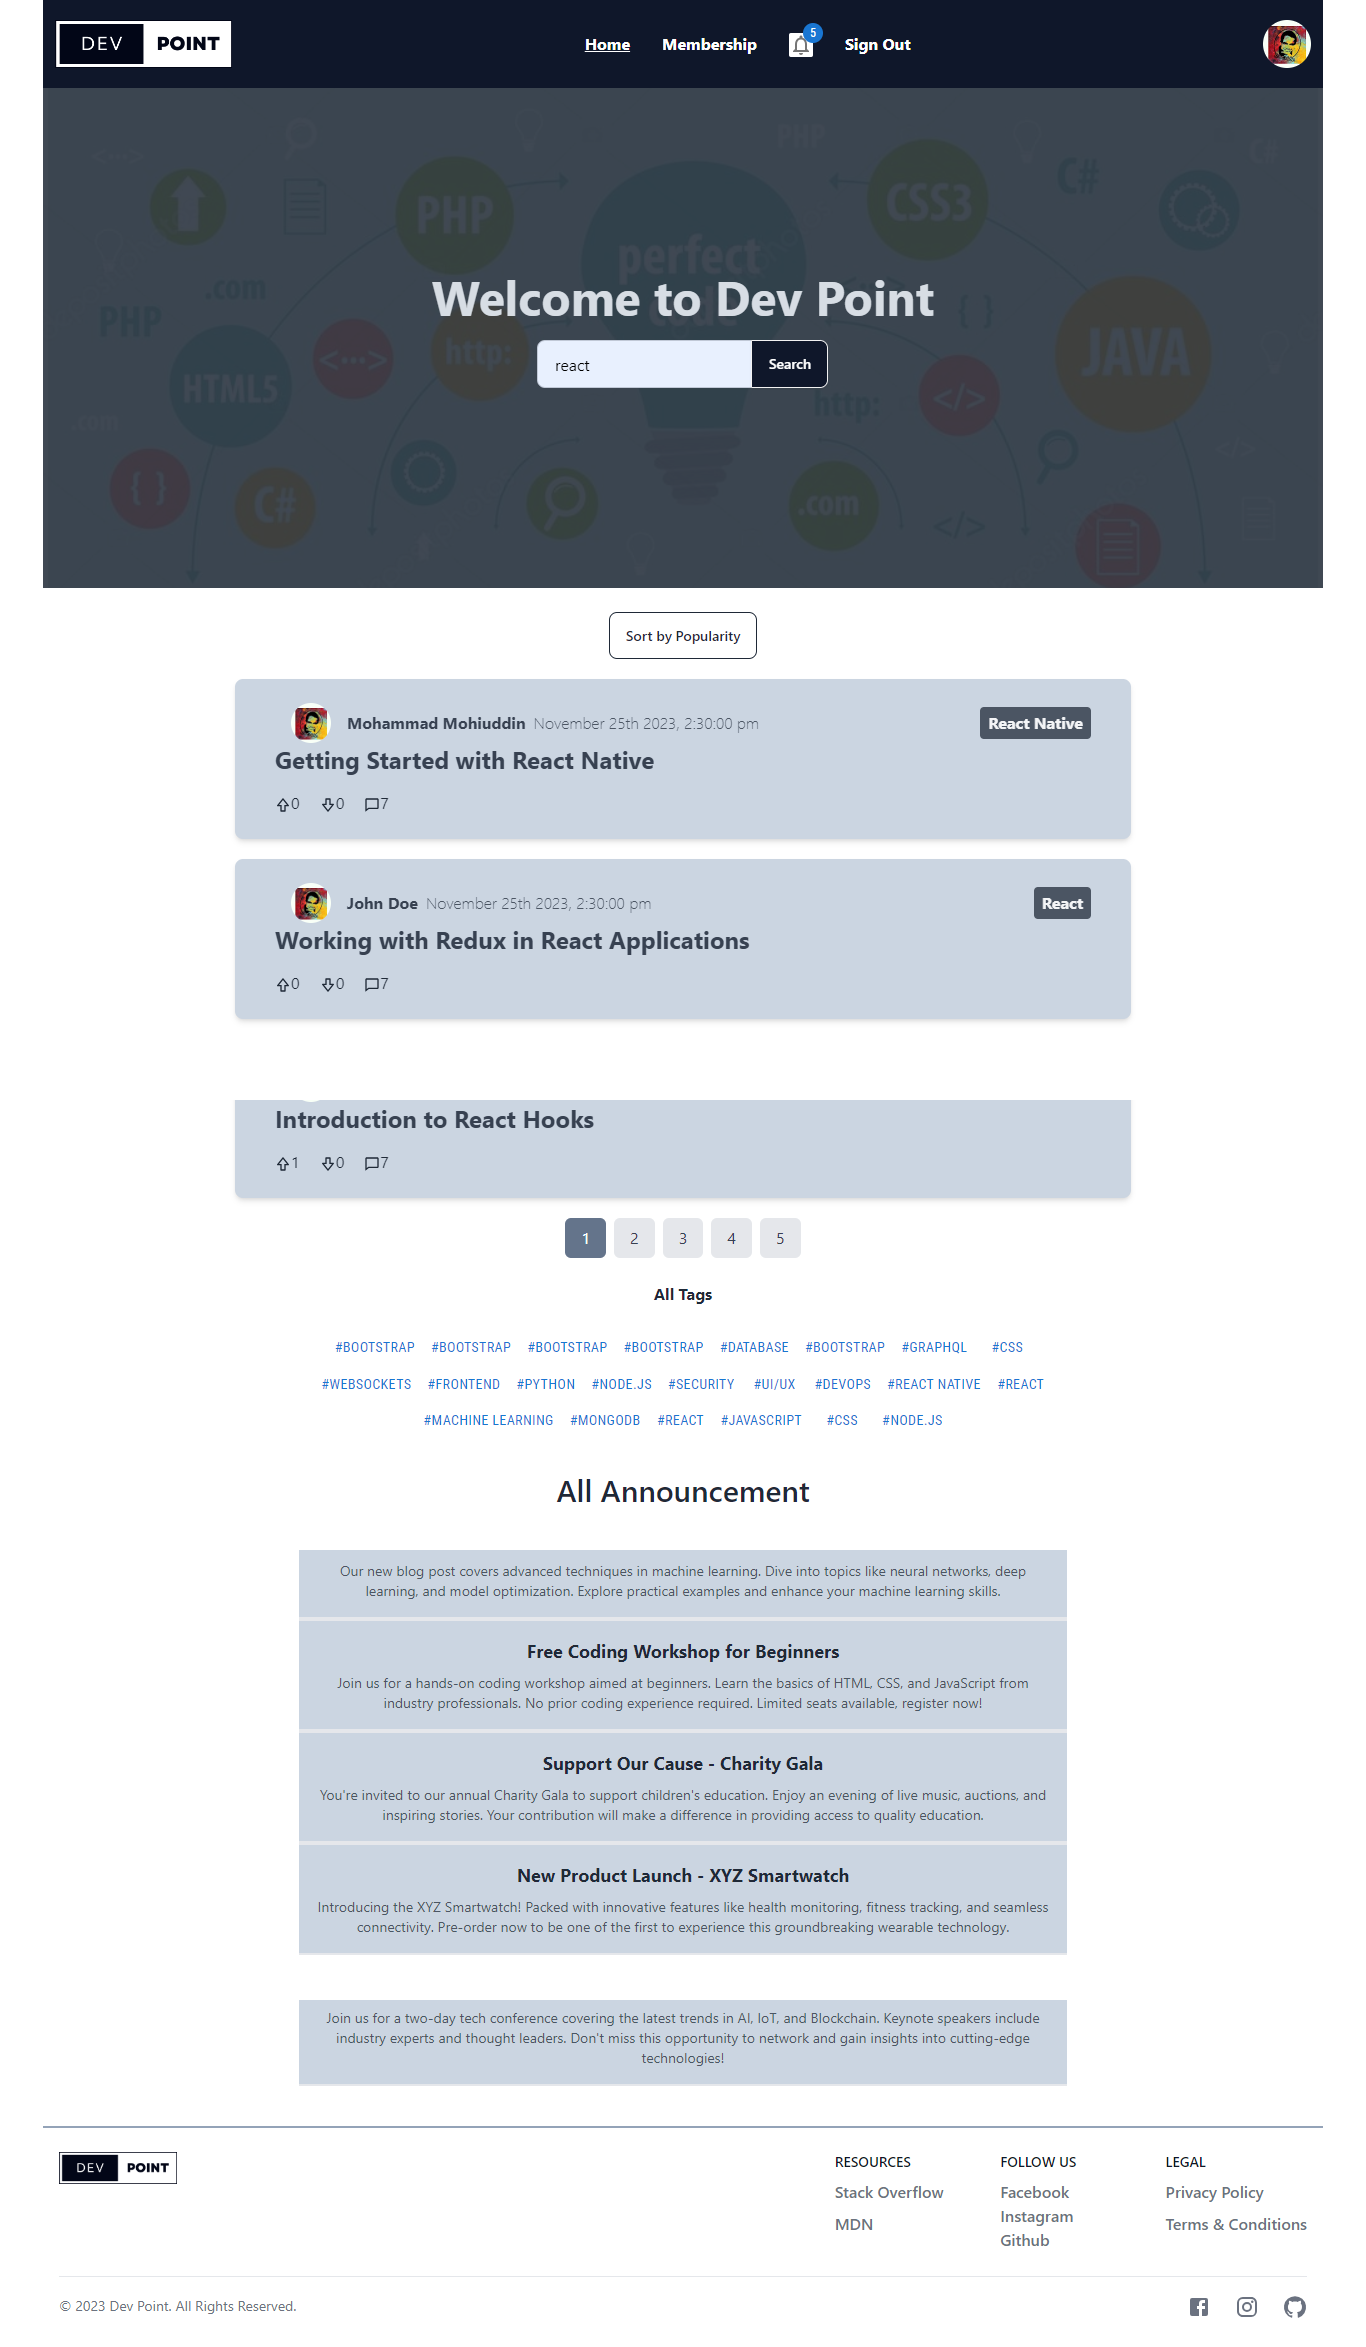 DEV POINT
Home Membership 5 Sign Out
<···> PHP C#
PHP CSS3 C#
perfect
code
.com </> { }
PHP
Welcome to Dev Point
HTML5 <···> http: JAVA
react Search
.com http: </>
{ } C# .com </> </>
Sort by Popularity
Mohammad Mohiuddin November 25th 2023, 2:30:00 pm React Native
Getting Started with React Native
0 0 7
John Doe November 25th 2023, 2:30:00 pm React
Working with Redux in React Applications
0 0 7
Introduction to React Hooks
1 0 7
1 2 3 4 5
All Tags
#BOOTSTRAP #BOOTSTRAP #BOOTSTRAP #BOOTSTRAP #DATABASE #BOOTSTRAP #GRAPHQL #CSS
#WEBSOCKETS #FRONTEND #PYTHON #NODE.JS #SECURITY #UI/UX #DEVOPS #REACT NATIVE #REACT
#MACHINE LEARNING #MONGODB #REACT #JAVASCRIPT #CSS #NODE.JS
All Announcement
Our new blog post covers advanced techniques in machine learning. Dive into topics like neural networks, deep
learning, and model optimization. Explore practical examples and enhance your machine learning skills.
Free Coding Workshop for Beginners
Join us for a hands-on coding workshop aimed at beginners. Learn the basics of HTML, CSS, and JavaScript from
industry professionals. No prior coding experience required. Limited seats available, register now!
Support Our Cause - Charity Gala
You're invited to our annual Charity Gala to support children's education. Enjoy an evening of live music, auctions, and
inspiring stories. Your contribution will make a difference in providing access to quality education.
New Product Launch - XYZ Smartwatch
Introducing the XYZ Smartwatch! Packed with innovative features like health monitoring, fitness tracking, and seamless
connectivity. Pre-order now to be one of the first to experience this groundbreaking wearable technology.
Join us for a two-day tech conference covering the latest trends in AI, IoT, and Blockchain. Keynote speakers include
industry experts and thought leaders. Don't miss this opportunity to network and gain insights into cutting-edge
technologies!
DEV POINT
RESOURCES FOLLOW US LEGAL
Stack Overflow Facebook Privacy Policy
Instagram
MDN Terms & Conditions
Github
© 2023 Dev Point. All Rights Reserved.